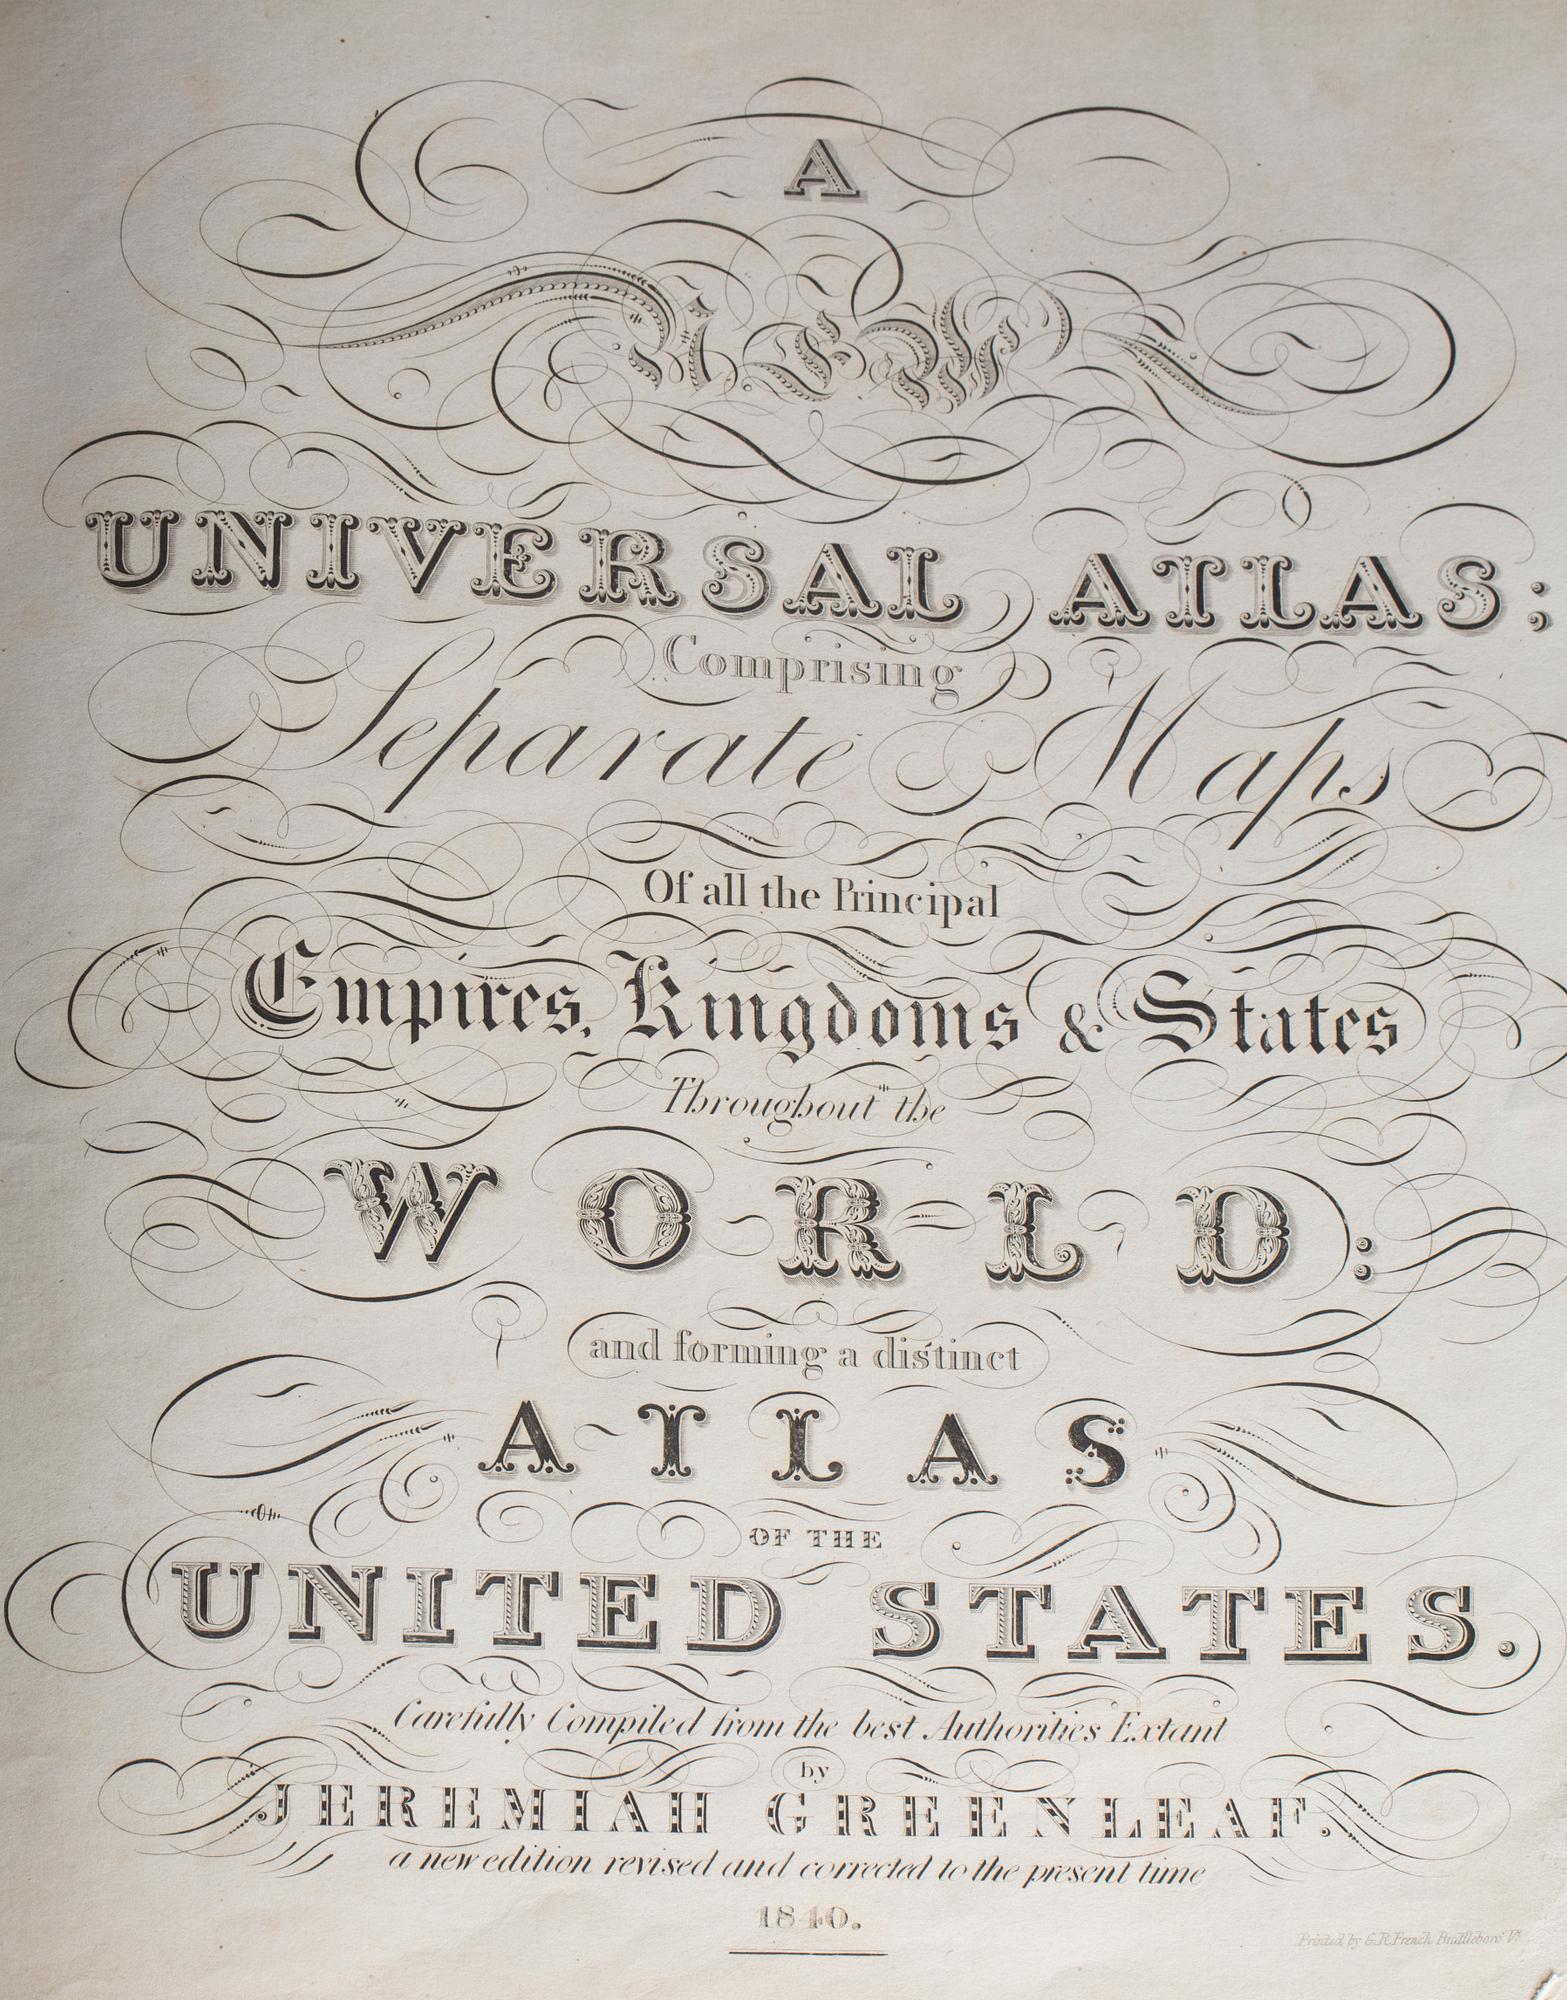 A
NEW
UNIVERSAL ATLAS;
Comprising
Separate Maps
Of all the Principal
Empires, Kingdoms & States
Throughout the
WORLD:
and forming a distinct
ATLAS
OF THE
UNITED STATES.
Carefully Compiled from the best Authorities Extant
by
JEREMIAH GREENLEAF.
a new edition revised and corrected to the present time
1840.
Printed by G.R. French Brattleboro' Vt